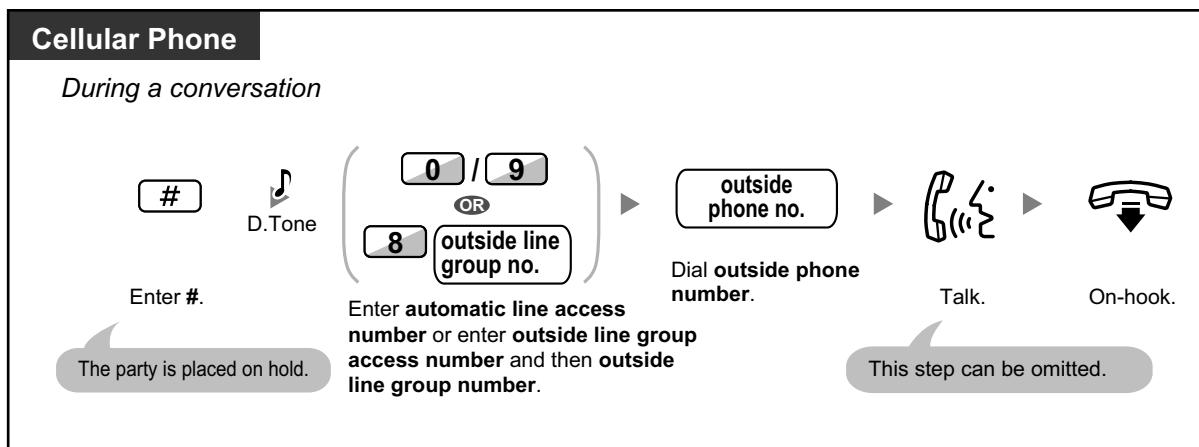 Cellular Phone
During a conversation
#
D.Tone
0 / 9
OR
8 outside line
group no.
outside
phone no.
Enter #.
The party is placed on hold.
Enter automatic line access
number or enter outside line group
access number and then outside
line group number.
Dial outside phone
number.
Talk.
This step can be omitted.
On-hook.